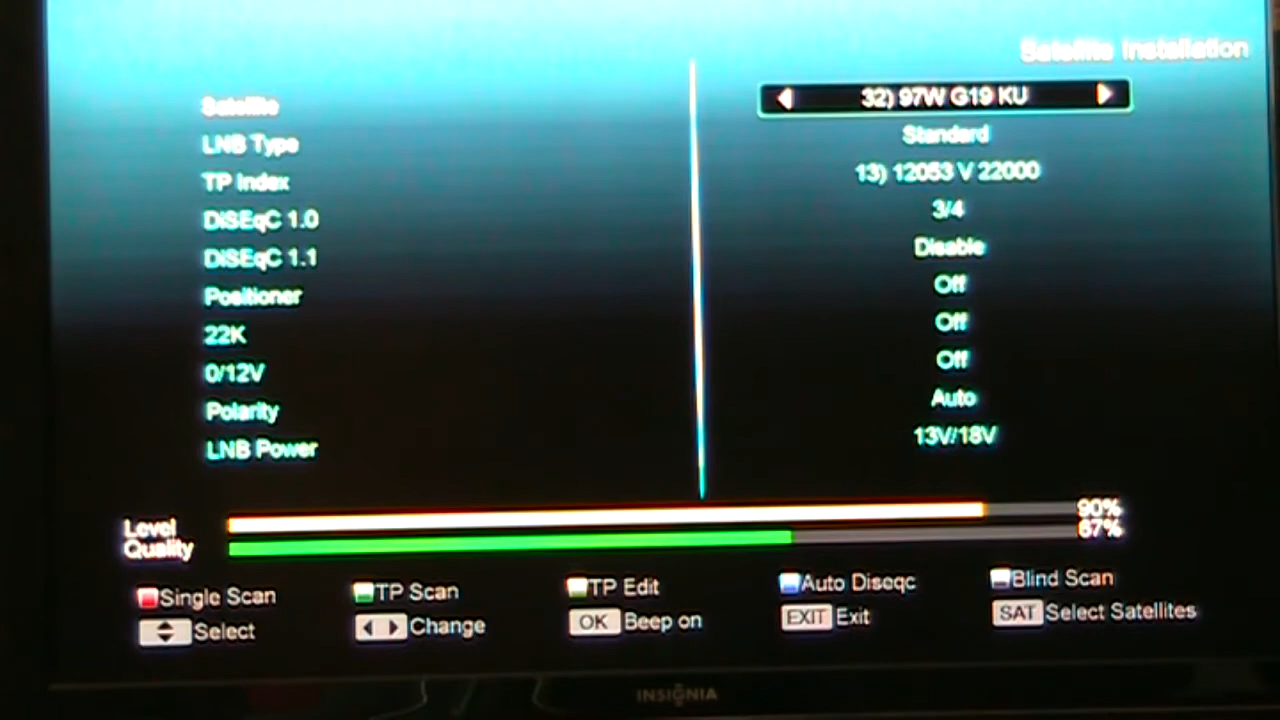 Satellite Installation
Satellite 32) 97W G19 KU
LNB Type Standard
TP Index 13) 12053 V 22000
DiSEqC 1.0 3/4
DiSEqC 1.1 Disable
Positioner Off
22K Off
0/12V Off
Polarity Auto
LNB Power 13V/18V
Level 90%
Quality 67%
Single Scan TP Scan TP Edit Auto Diseqc Blind Scan
Select Change OK Beep on EXIT Exit SAT Select Satellites
INSIGNIA